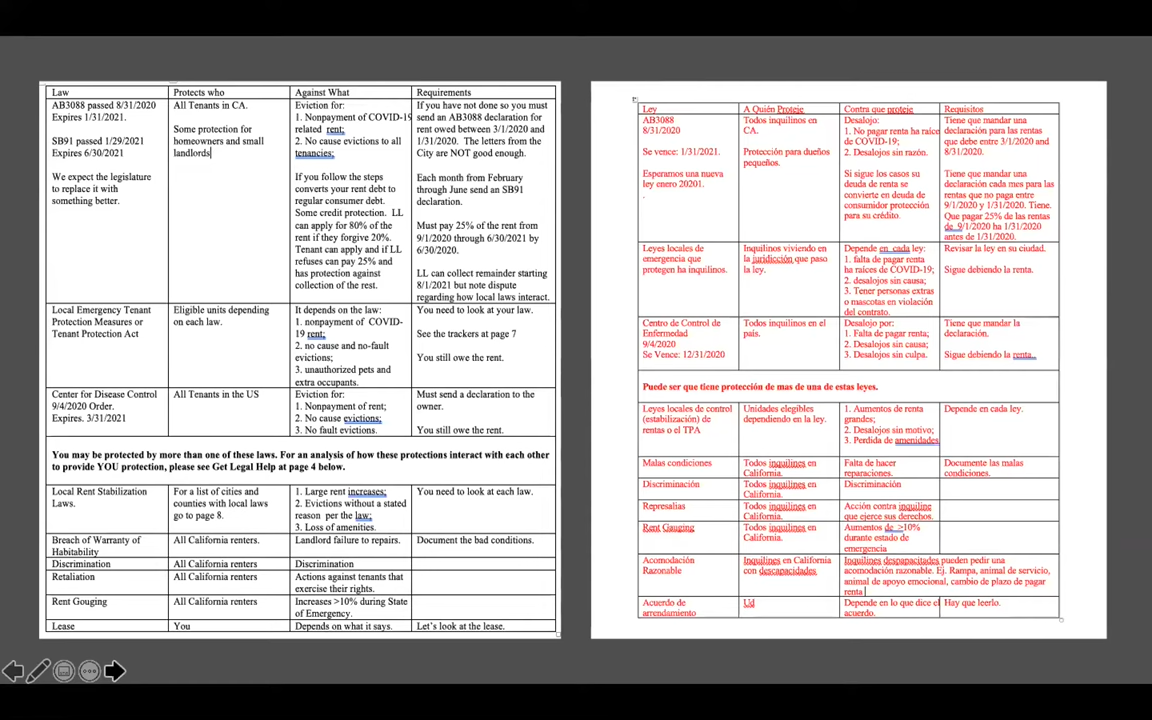 Law Protects who Against What Requirements
AB3088 passed 8/31/2020
Expires 1/31/2021.
SB91 passed 1/29/2021
Expires 6/30/2021
We expect the legislature
to replace it with
something better.
All Tenants in CA.
Some protection for
homeowners and small
landlords
Eviction for:
1. Nonpayment of COVID-19
related rent;
2. No cause evictions to all
tenancies;
If you follow the steps
converts your rent debt to
regular consumer debt.
Some credit protection. LL
can apply for 80% of the
rent if they forgive 20%.
Tenant can apply and if LL
refuses can pay 25% and
has protection against
collection of the rest.
If you have not done so you must
send an AB3088 declaration for
rent owed between 3/1/2020 and
1/31/2020. The letters from the
City are NOT good enough.
Each month from February
through June send an SB91
declaration.
Must pay 25% of the rent from
9/1/2020 through 6/30/2021 by
6/30/2020.
LL can collect remainder starting
8/1/2021 but note dispute
regarding how local laws interact.
Local Emergency Tenant
Protection Measures or
Tenant Protection Act
Eligible units depending
on each law.
It depends on the law:
1. nonpayment of COVID-
19 rent;
2. no cause and no-fault
evictions;
3. unauthorized pets and
extra occupants.
You need to look at your law.
See the trackers at page 7
You still owe the rent.
Center for Disease Control
9/4/2020 Order.
Expires. 3/31/2021
All Tenants in the US
Eviction for:
1. Nonpayment of rent;
2. No cause evictions;
3. No fault evictions.
Must send a declaration to the
owner.
You still owe the rent.
You may be protected by more than one of these laws. For an analysis of how these protections interact with each other
to provide YOU protection, please see Get Legal Help at page 4 below.
Local Rent Stabilization
Laws.
For a list of cities and
counties with local laws
go to page 8.
1. Large rent increases;
2. Evictions without a stated
reason per the law;
3. Loss of amenities.
You need to look at each law.
Breach of Warranty of
Habitability
All California renters.
Landlord failure to repairs.
Document the bad conditions.
Discrimination
All California renters
Discrimination
Retaliation
All California renters.
Actions against tenants that
exercise their rights.
Rent Gouging
All California renters
Increases >10% during State
of Emergency.
Lease
You
Depends on what it says.
Let's look at the lease.
Ley A Quién Proteje Contra que proteje Requisitos
AB3088
8/31/2020
Se vence: 1/31/2021.
Esperamos una nueva
ley enero 20201.
.
Todos inquilinos en
CA.
Protección para dueños
pequeños.
Desalojo:
1. No pagar renta ha raíces
de COVID-19;
2. Desalojos sin razón.
Si sigue los casos su
deuda de renta se
convierte en deuda de
consumidor protección
para su crédito.
Tiene que mandar una
declaración para las rentas
que debe entre 3/1/2020 y
8/31/2020.
Tiene que mandar una
declaración cada mes para las
rentas que no paga entre
9/1/2020 y 1/31/2020. Tiene.
Que pagar 25% de las rentas
de 9/1/2020 ha 1/31/2020
antes de 1/31/2020.
Leyes locales de
emergencia que
protegen ha inquilinos.
Inquilinos viviendo en
la juridicción que paso
la ley.
Depende en cada ley:
1. falta de pagar renta
ha raíces de COVID-19;
2. desalojos sin causa;
3. Tener personas extras
o mascotas en violación
del contrato.
Revisar la ley en su ciudad.
Sigue debiendo la renta.
Centro de Control de
Enfermedad
9/4/2020
Se Vence: 12/31/2020
Todos inquilinos en el
país.
Desalojo por:
1. Falta de pagar renta;
2. Desalojos sin causa;
3. Desalojos sin culpa.
Tiene que mandar la
declaración.
Sigue debiendo la renta.
Puede ser que tiene protección de mas de una de estas leyes.
Leyes locales de control
(estabilización) de
rentas o el TPA
Unidades elegibles
dependiendo en la ley.
1. Aumentos de renta
grandes;
2. Desalojos sin motivo;
3. Perdida de amenidades
Depende en cada ley.
Malas condiciones
Todos inquilines en
California.
Falta de hacer
reparaciones.
Documente las malas
condiciones.
Discriminación
Todos inquilines en
California.
Discriminación
Represalias
Todos inquilines en
California.
Acción contra inquiline
que ejerce sus derechos.
Rent Gauging
Todos inquilines en
California.
Aumentos de >10%
durante estado de
emergencia
Acomodación
Razonable
Inquilines en California
con descapacidades
Inquilines despapacitades pueden pedir una
acomodación razonable. Ej. Rampa, animal de servicio,
animal de apoyo emocional, cambio de plazo de pagar
renta
Acuerdo de
arrendamiento
Ud
Depende en lo que dice el
acuerdo.
Hay que leerlo.